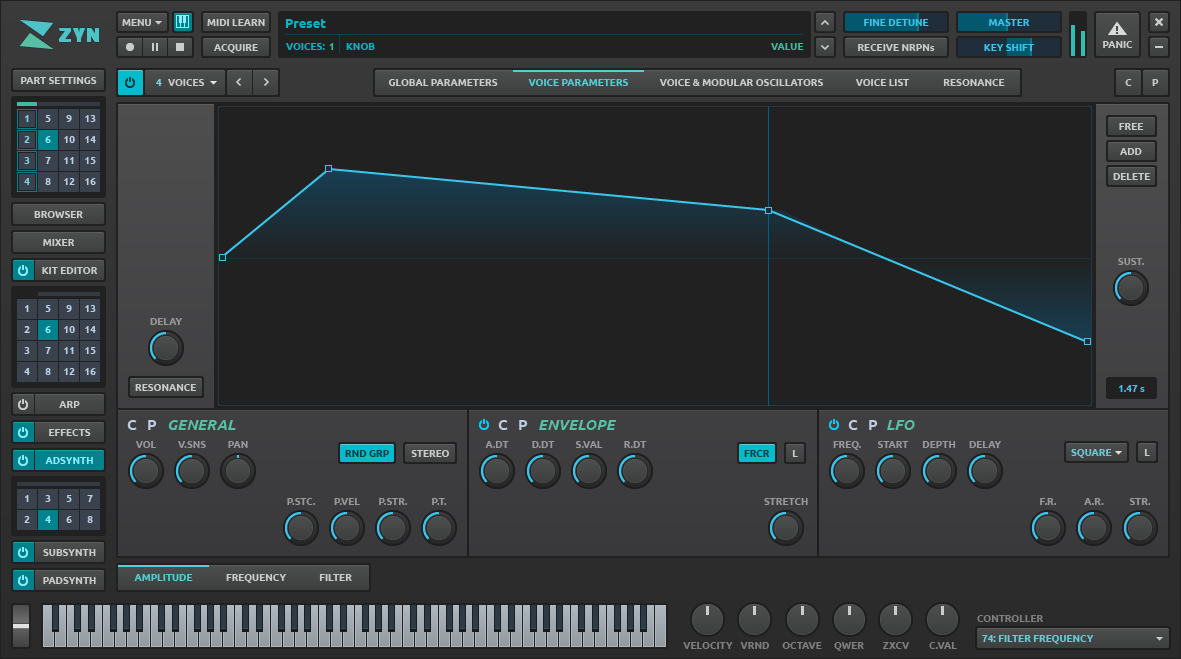 ZYN
MENU
MIDI LEARN
ACQUIRE
Preset
VOICES: 1 KNOB VALUE
FINE DETUNE
MASTER
RECEIVE NRPNs
KEY SHIFT
PANIC
PART SETTINGS
4 VOICES
GLOBAL PARAMETERS
VOICE PARAMETERS
VOICE & MODULAR OSCILLATORS
VOICE LIST
RESONANCE
C P
1 5 9 13
2 6 10 14
3 7 11 15
4 8 12 16
BROWSER
MIXER
KIT EDITOR
1 5 9 13
2 6 10 14
3 7 11 15
4 8 12 16
ARP
EFFECTS
ADSYNTH
1 3 5 7
2 4 6 8
SUBSYNTH
PADSYNTH
DELAY
RESONANCE
FREE
ADD
DELETE
SUST.
1.47 s
C P GENERAL
VOL V.SNS PAN
RND GRP STEREO
P.STC. P.VEL P.STR. P.T.
C P ENVELOPE
A.DT D.DT S.VAL R.DT
FRCR L
STRETCH
C P LFO
FREQ. START DEPTH DELAY
SQUARE L
F.R. A.R. STR.
AMPLITUDE FREQUENCY FILTER
VELOCITY VRND OCTAVE QWER ZXCV C.VAL
CONTROLLER
74: FILTER FREQUENCY